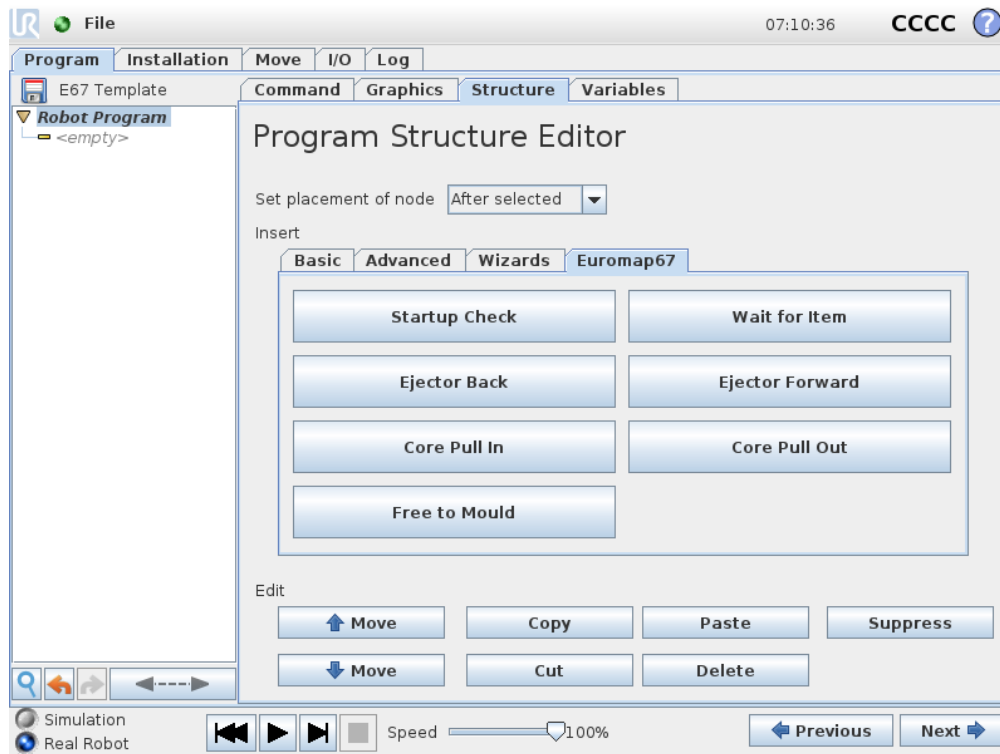 UR File 07:10:36 CCCC ?
Program Installation Move I/O Log
E67 Template Command Graphics Structure Variables
Robot Program
<empty>
Program Structure Editor
Set placement of node After selected
Insert
Basic Advanced Wizards Euromap67
Startup Check Wait for Item
Ejector Back Ejector Forward
Core Pull In Core Pull Out
Free to Mould
Edit
Move Copy Paste Suppress
Move Cut Delete
Simulation
Real Robot
Speed 100% Previous Next